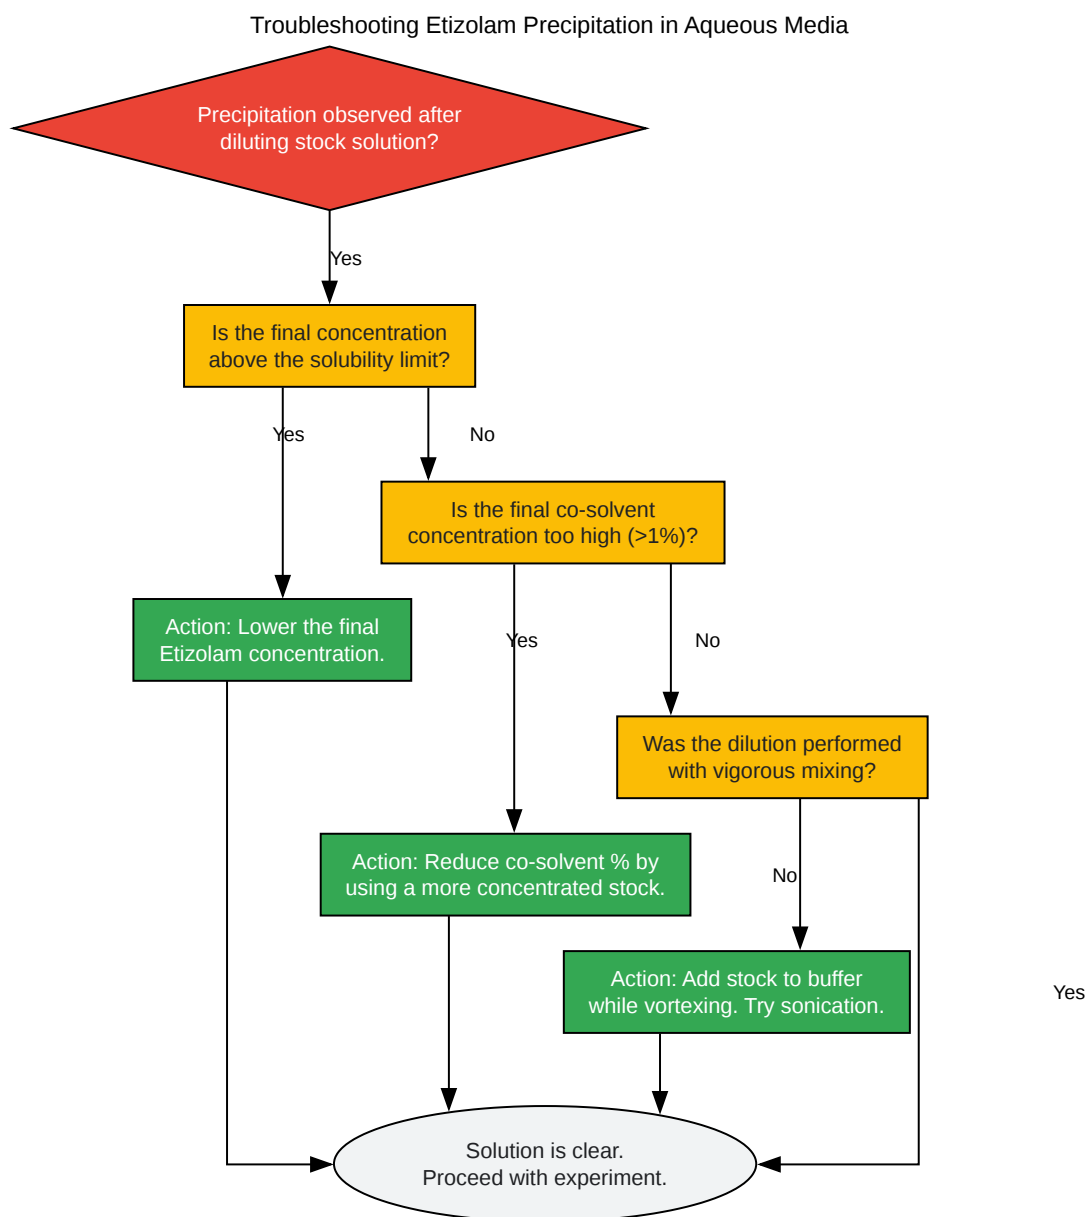 Troubleshooting Etizolam Precipitation in Aqueous Media
Precipitation observed after
diluting stock solution?
Yes
Is the final concentration
above the solubility limit?
Yes
No
Is the final co-solvent
concentration too high (>1%)?
Action: Lower the final
Etizolam concentration.
Yes
No
Was the dilution performed
with vigorous mixing?
Action: Reduce co-solvent % by
using a more concentrated stock.
No
Action: Add stock to buffer
while vortexing. Try sonication.
Yes
Solution is clear.
Proceed with experiment.